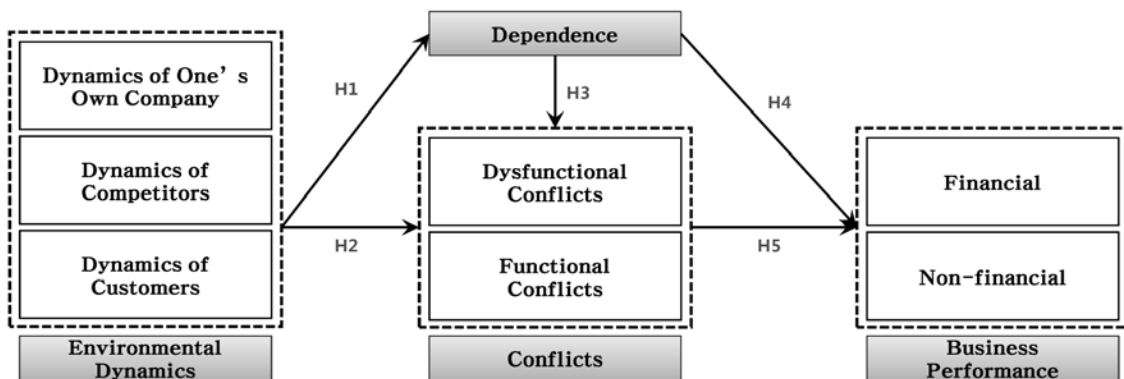 Dependence
Dynamics of One’s
Own Company
H1
H3
H4
Dynamics of
Competitors
Dysfunctional
Conflicts
Financial
H2
H5
Dynamics of
Customers
Functional
Conflicts
Non-financial
Environmental
Dynamics
Conflicts
Business
Performance